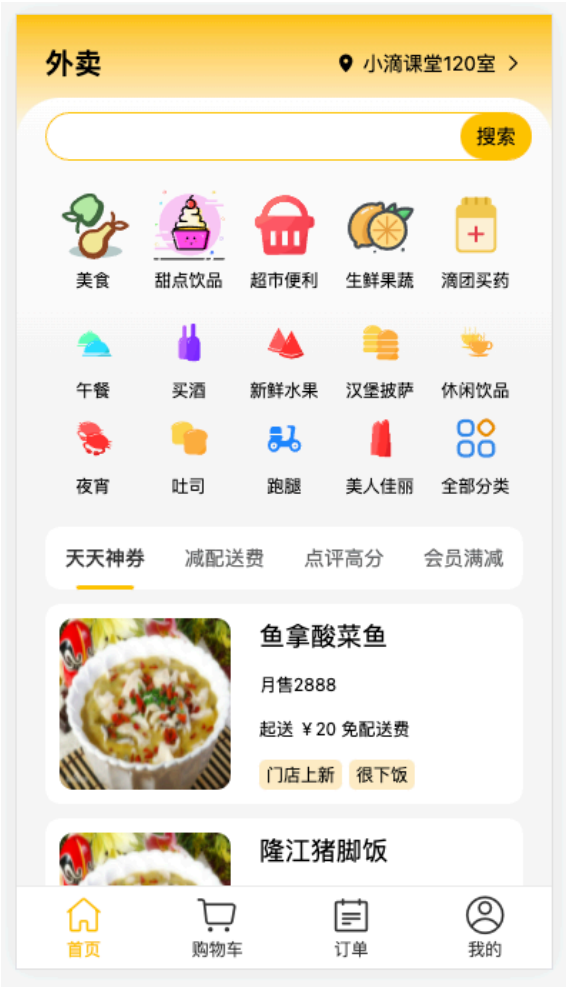 外卖
小滴课堂120室
搜索
美食 甜点饮品 超市便利 生鲜果蔬 滴团买药
午餐 买酒 新鲜水果 汉堡披萨 休闲饮品
夜宵 吐司 跑腿 美人佳丽 全部分类
天天神券 减配送费 点评高分 会员满减
鱼拿酸菜鱼
月售2888
起送 ￥20 免配送费
门店上新 很下饭
隆江猪脚饭
首页 购物车 订单 我的